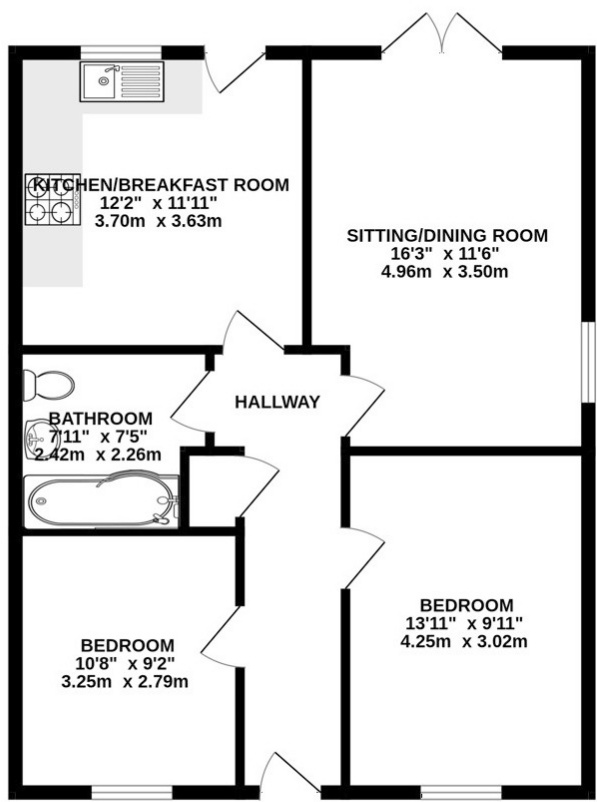 KITCHEN/BREAKFAST ROOM
12'2" x 11'11"
3.70m x 3.63m
SITTING/DINING ROOM
16'3" x 11'6"
4.96m x 3.50m
HALLWAY
BATHROOM
7'11" x 7'5"
2.42m x 2.26m
BEDROOM
13'11" x 9'11"
4.25m x 3.02m
BEDROOM
10'8" x 9'2"
3.25m x 2.79m